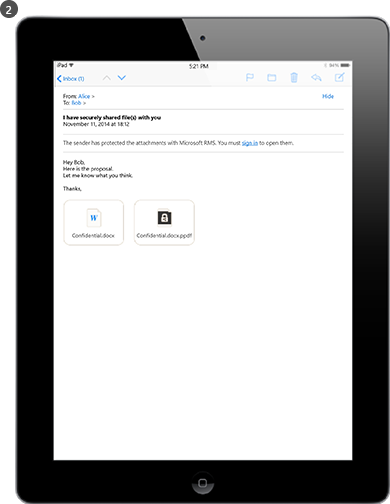 2
iPad
5:21 PM
94%
Inbox (1)
From: Alice >
Hide
To: Bob >
I have securely shared file(s) with you
November 11, 2014 at 18:12
The sender has protected the attachments with Microsoft RMS. You must sign in to open them.
Hey Bob,
Here is the proposal.
Let me know what you think.
Thanks,
W
Confidential.docx
Confidential.docx.ppdf